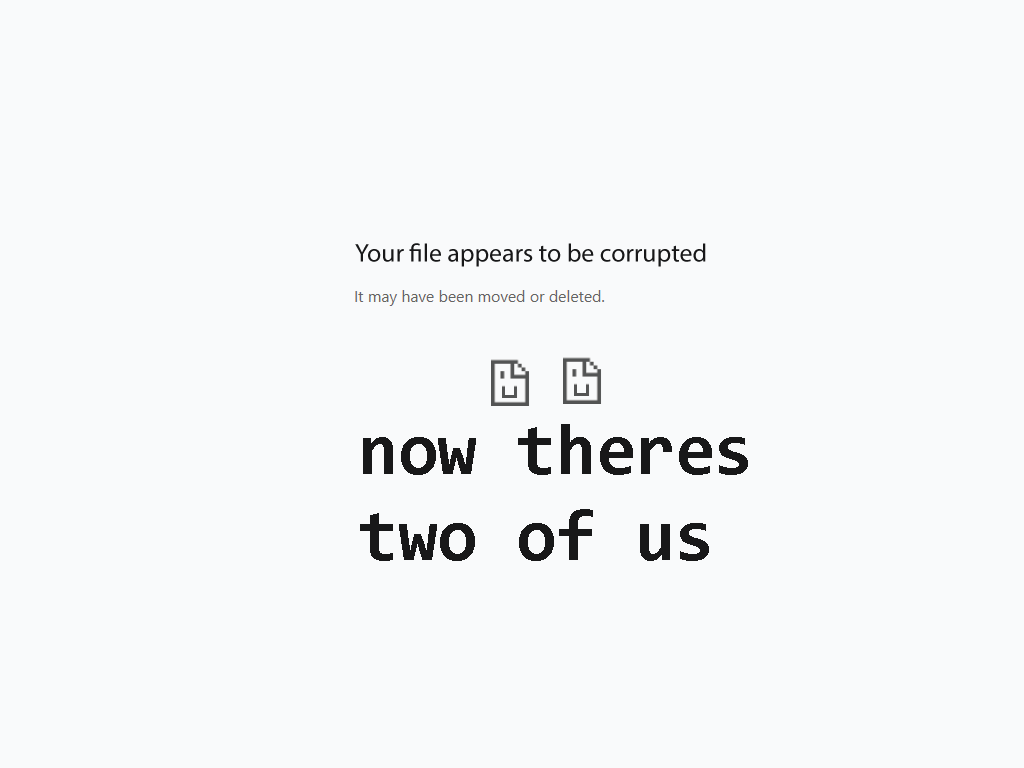 Your file appears to be corrupted
It may have been moved or deleted.
now theres
two of us